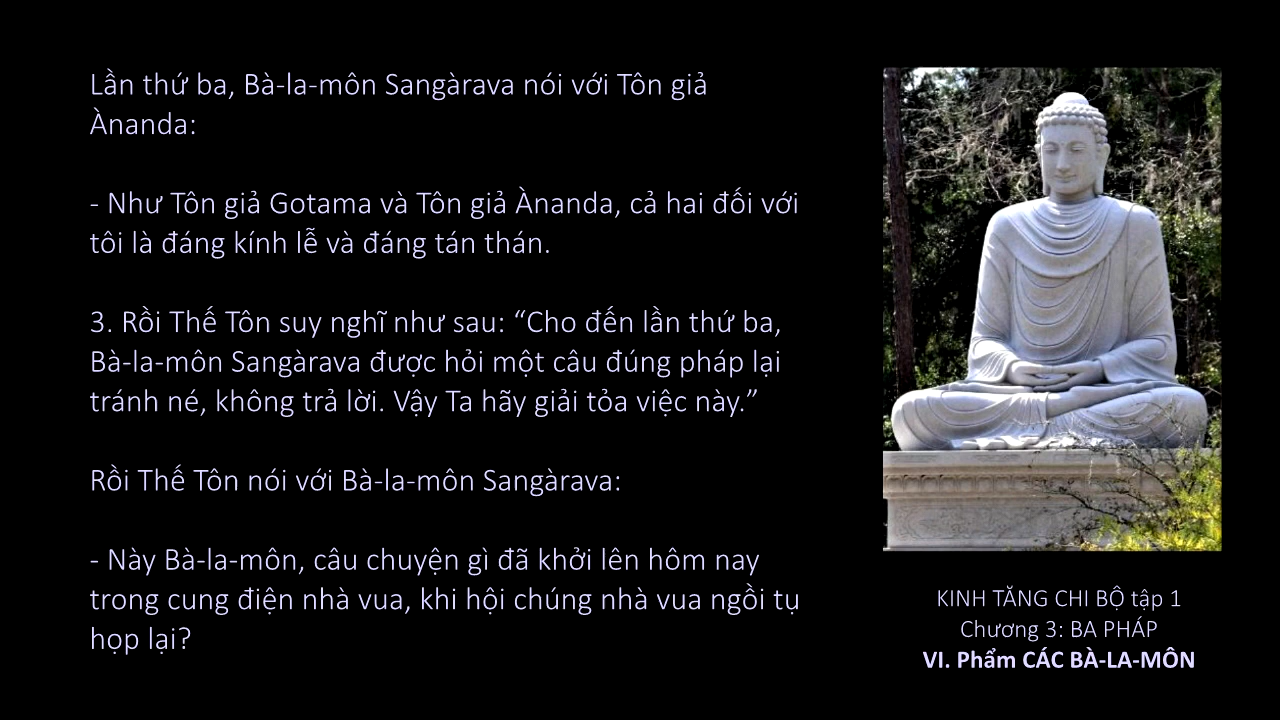 Lần thứ ba, Bà-la-môn Sangàrava nói với Tôn giả
Ànanda:
- Như Tôn giả Gotama và Tôn giả Ànanda, cả hai đối với
tôi là đáng kính lễ và đáng tán thán.
3. Rồi Thế Tôn suy nghĩ như sau: “Cho đến lần thứ ba,
Bà-la-môn Sangàrava được hỏi một câu đúng pháp lại
tránh né, không trả lời. Vậy Ta hãy giải tỏa việc này.”
Rồi Thế Tôn nói với Bà-la-môn Sangàrava:
- Này Bà-la-môn, câu chuyện gì đã khởi lên hôm nay
trong cung điện nhà vua, khi hội chúng nhà vua ngồi tụ
họp lại?
KINH TĂNG CHI BỘ tập 1
Chương 3: BA PHÁP
VI. Phẩm CÁC BÀ-LA-MÔN